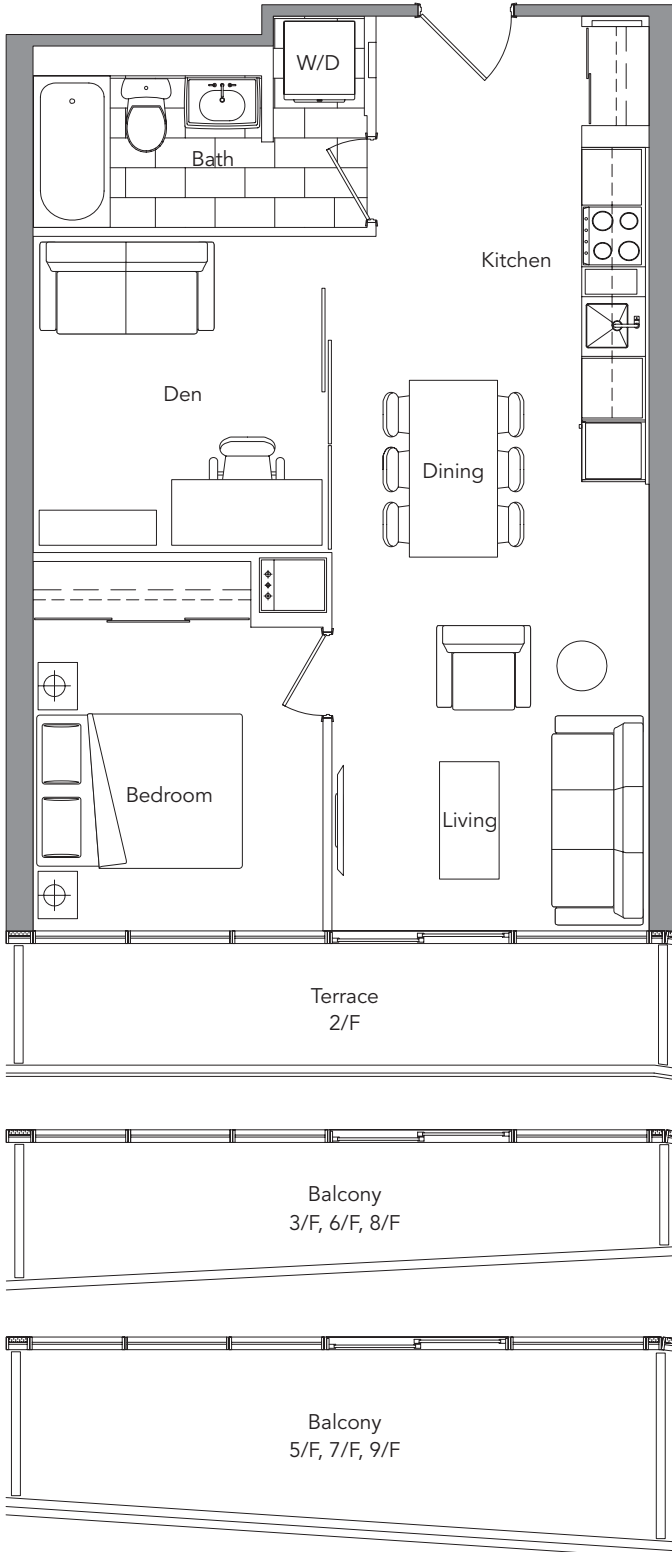 W/D
Bath
Kitchen
Den
Dining
Bedroom
Living
Terrace
2/F
Balcony
3/F, 6/F, 8/F
Balcony
5/F, 7/F, 9/F